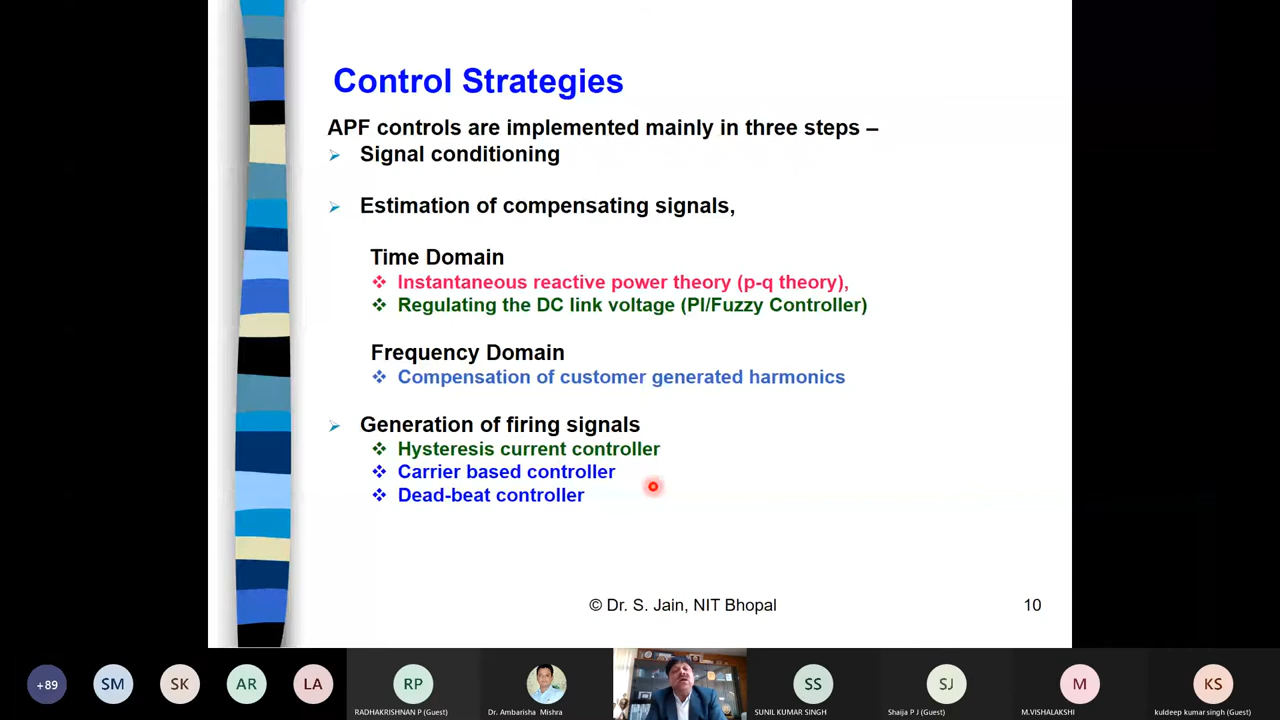 Control Strategies
APF controls are implemented mainly in three steps –
Signal conditioning
Estimation of compensating signals,
Time Domain
Instantaneous reactive power theory (p-q theory),
Regulating the DC link voltage (PI/Fuzzy Controller)
Frequency Domain
Compensation of customer generated harmonics
Generation of firing signals
Hysteresis current controller
Carrier based controller
Dead-beat controller
© Dr. S. Jain, NIT Bhopal
10
+89
SM
SK
AR
LA
RP
SS
SJ
M
KS
RADHAKRISHNAN P (Guest)
Dr. Ambarisha Mishra
SUNIL KUMAR SINGH
Shaija P J (Guest)
M.VISHALAKSHI
kuldeep kumar singh (Guest)